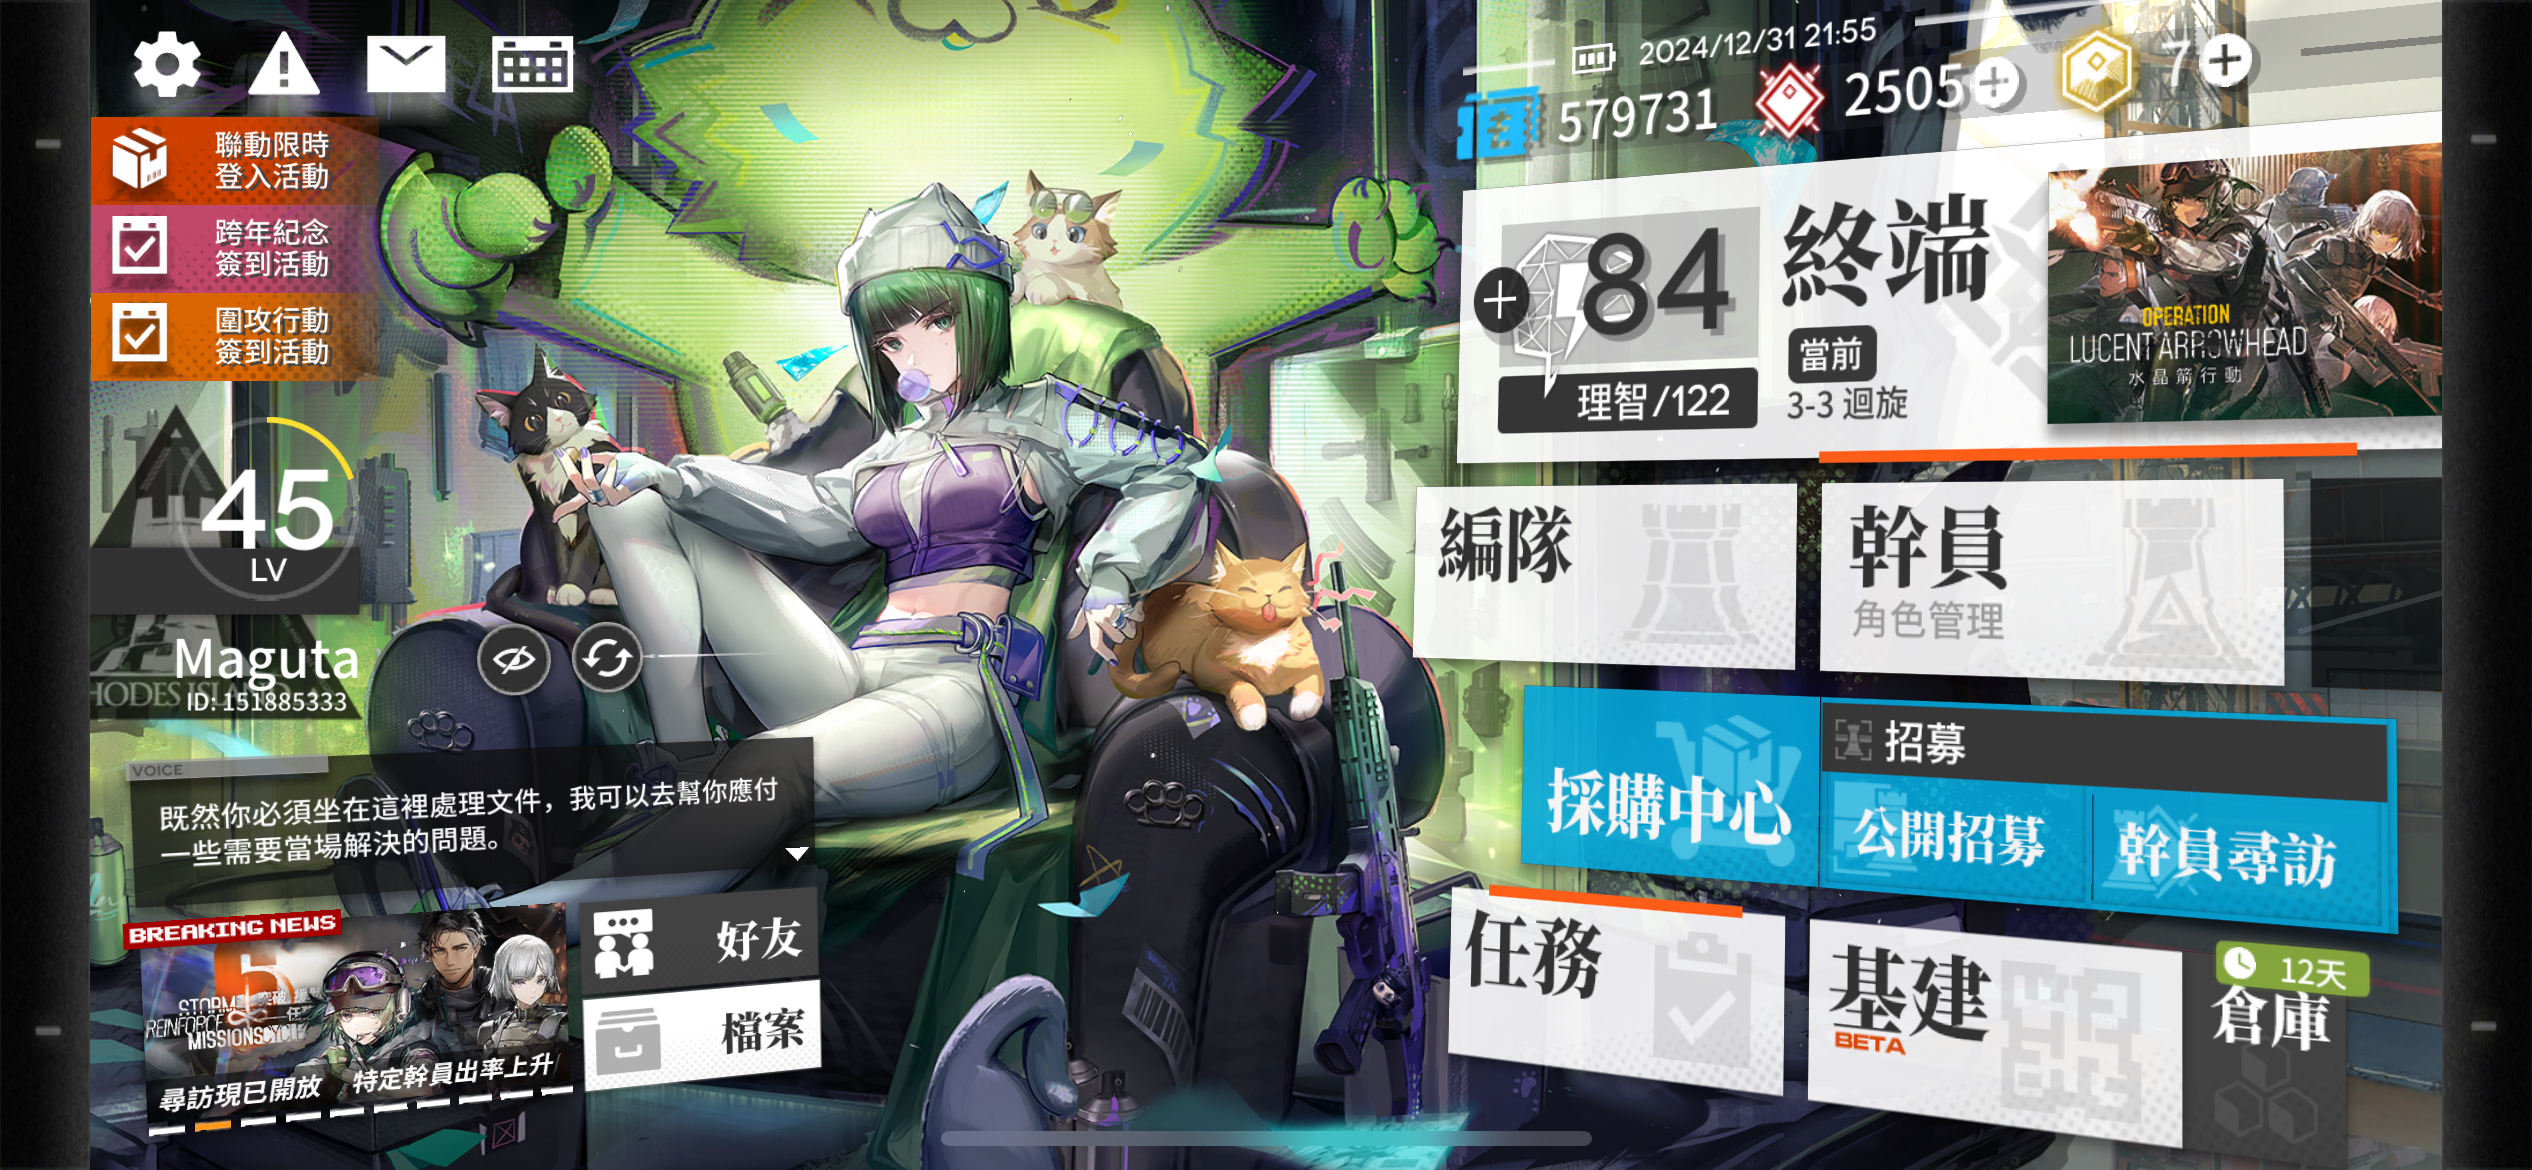 聯動限時
登入活動
跨年紀念
簽到活動
圍攻行動
簽到活動
45
LV
Maguta
ID: 151885333
VOICE
既然你必須坐在這裡處理文件，我可以去幫你應付
一些需要當場解決的問題。
BREAKING NEWS
REINFORCE
MISSIONS
尋訪現已開放 特定幹員出率上升
好友
檔案
2024/12/31 21:55
579731
2505
7
84
理智/122
終端
當前
3-3 迴旋
OPERATION
LUCENT ARROWHEAD
水晶箭行動
編隊
幹員
角色管理
採購中心
招募
公開招募
幹員尋訪
任務
基建
BETA
12天
倉庫